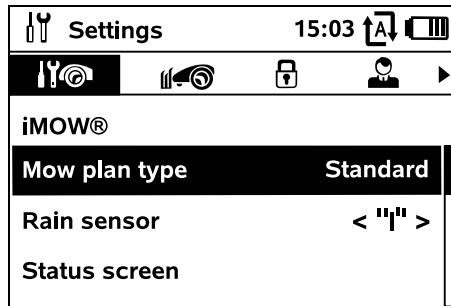 Settings 15:03 A
iMOW®
Mow plan type Standard
Rain sensor < "|" >
Status screen